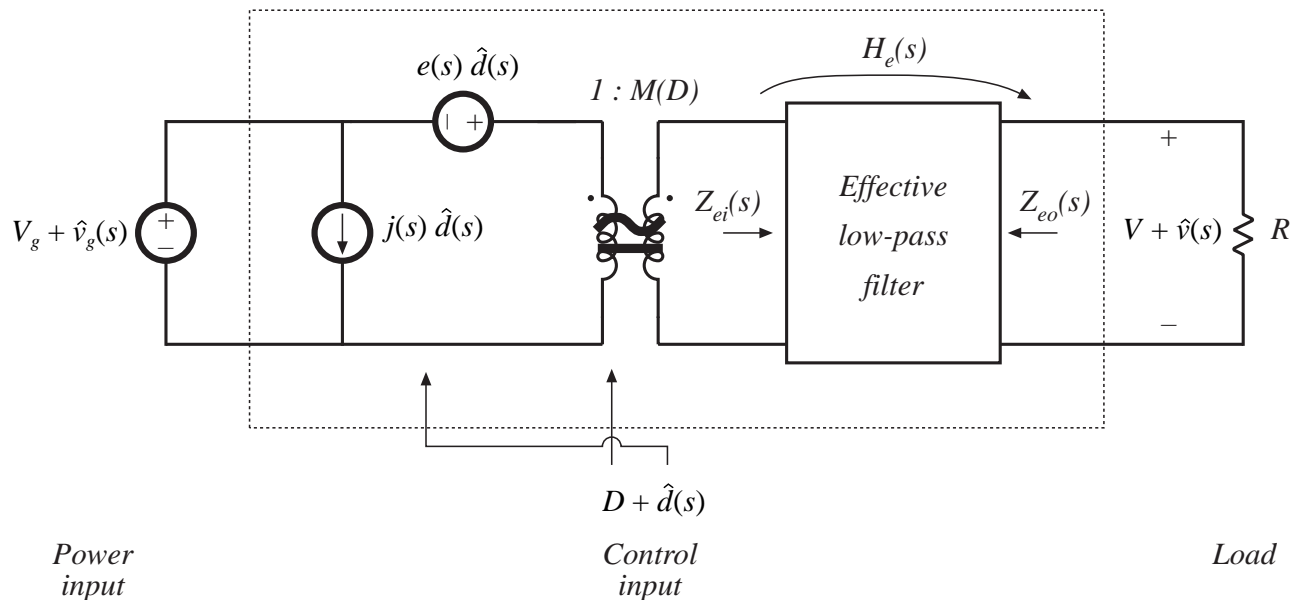 H_e(s)
e(s) d̂(s)
1 : M(D)
+
– +
+
–
V_g + v̂_g(s)
j(s) d̂(s)
Z_ei(s)
Effective
low-pass
filter
Z_eo(s)
V + v̂(s)
R
–
D + d̂(s)
Power
input
Control
input
Load